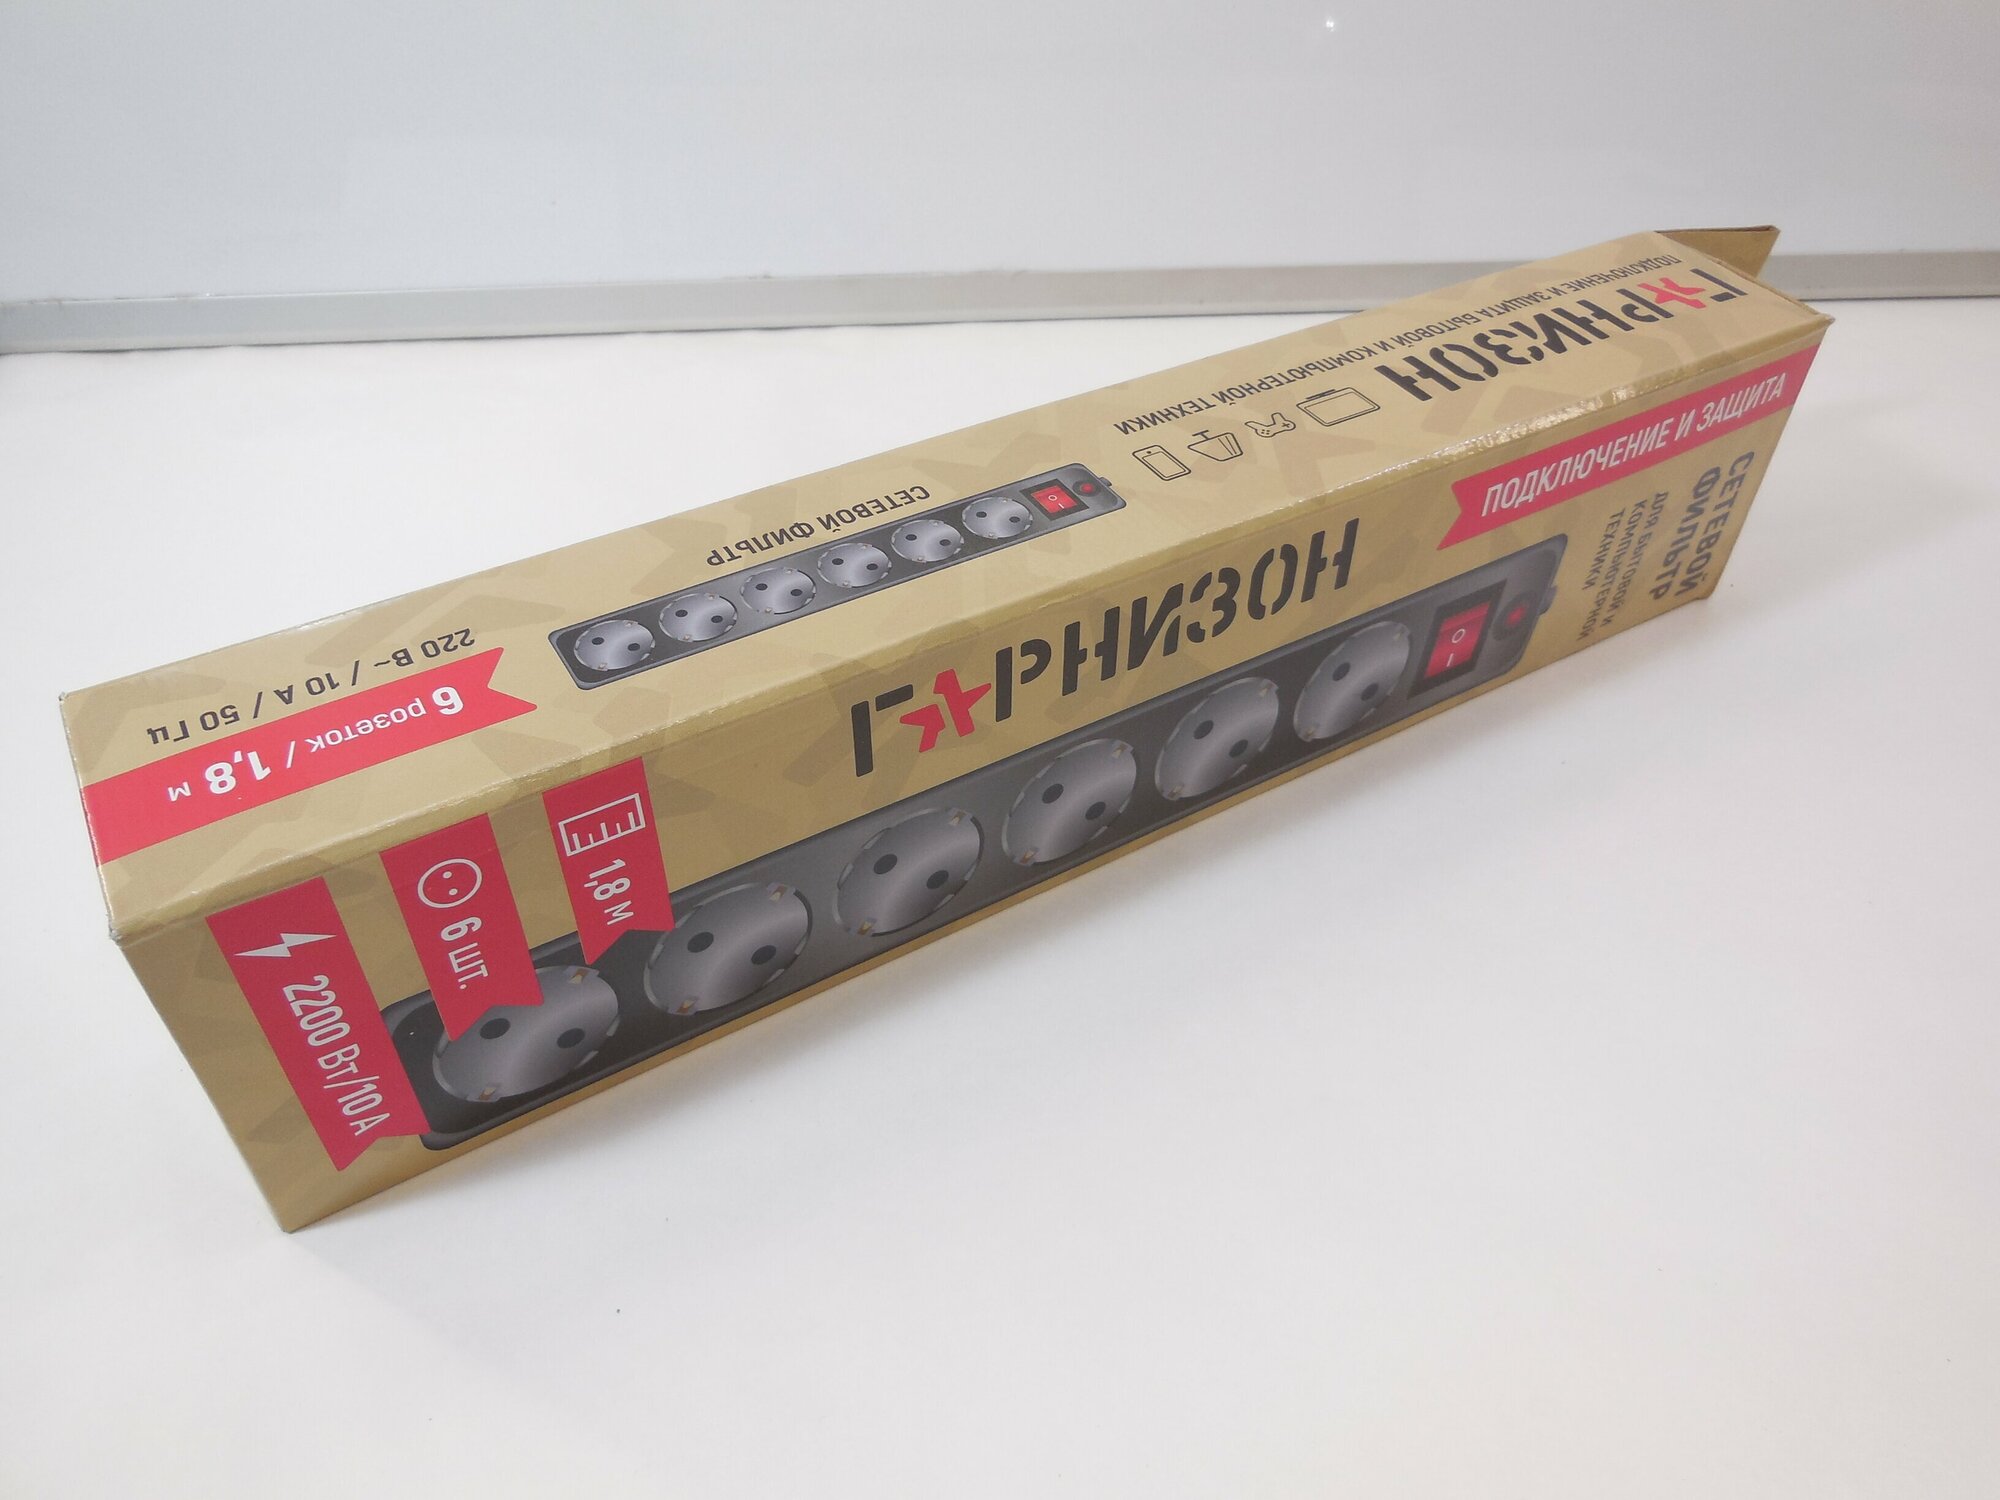 ГАРНИЗОН
ПОДКЛЮЧЕНИЕ И ЗАЩИТА БЫТОВОЙ И КОМПЬЮТЕРНОЙ ТЕХНИКИ
СЕТЕВОЙ ФИЛЬТР
220 В~ / 10 А / 50 Гц
6 розеток / 1,8 м
ПОДКЛЮЧЕНИЕ И ЗАЩИТА
СЕТЕВОЙ
ФИЛЬТР
ДЛЯ БЫТОВОЙ И
КОМПЬЮТЕРНОЙ
ТЕХНИКИ
ГАРНИЗОН
1,8 м
6 шт.
2200 Вт/10А